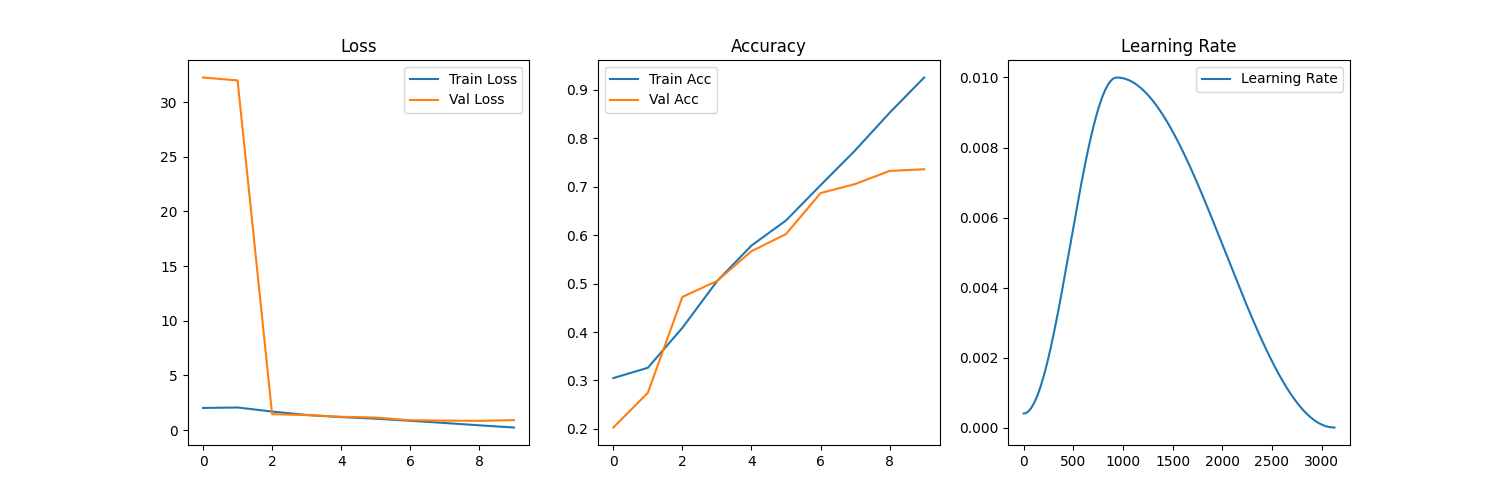 Loss
Train Loss
Val Loss
30
25
20
15
10
5
0
0 2 4 6 8
Accuracy
Train Acc
Val Acc
0.9
0.8
0.7
0.6
0.5
0.4
0.3
0.2
0 2 4 6 8
Learning Rate
Learning Rate
0.010
0.008
0.006
0.004
0.002
0.000
0 500 1000 1500 2000 2500 3000